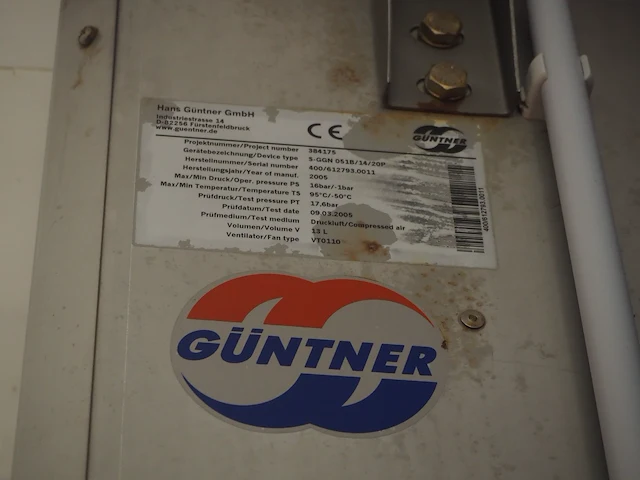 Hans Güntner GmbH
Industriestrasse 14
D-82256 Fürstenfeldbruck
www.guentner.de
CE
GÜNTNER
Projektnummer/Project number 384175
Gerätebezeichnung/Device type S-GGN 051B/14/20P
Herstellnummer/Serial number 400/612793.0011
Herstellungsjahr/Year of manuf. 2005
Max/Min Druck/Oper. pressure PS 16bar/-1bar
Max/Min Temperatur/Temperature TS 95°C/-50°C
Prüfdruck/Test pressure PT 17,6bar
Prüfdatum/Test date 09.03.2005
Prüfmedium/Test medium Druckluft/Compressed air
Volumen/Volume V 13 L
Ventilator/Fan type VT0110
400/612793.0011
GÜNTNER